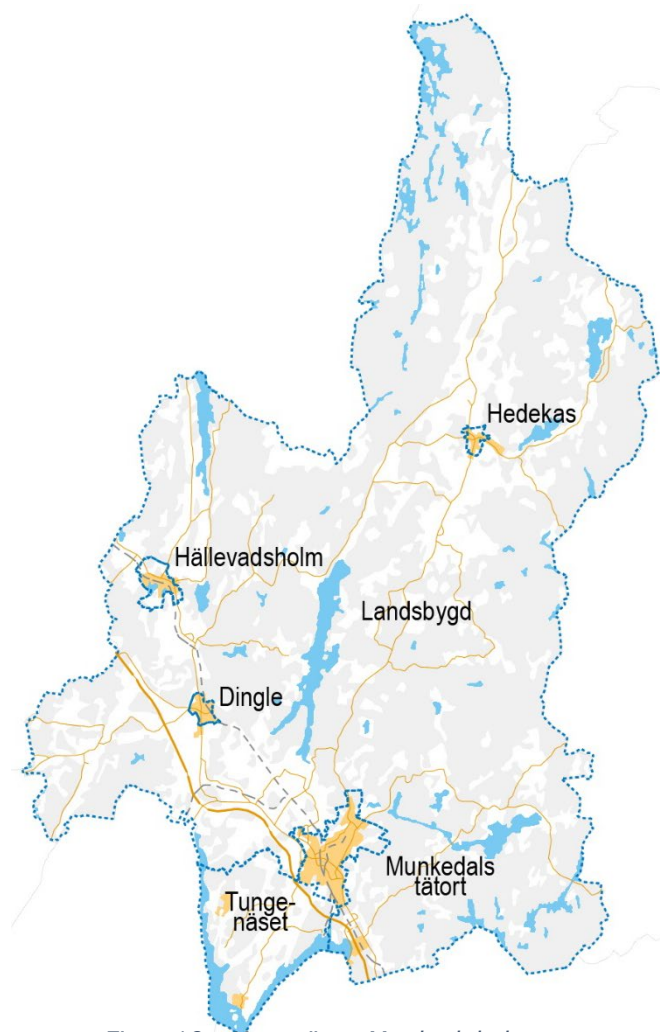 Hedekas
Hällevadsholm
Landsbygd
Dingle
Munkedals
tätort
Tunge-
näset